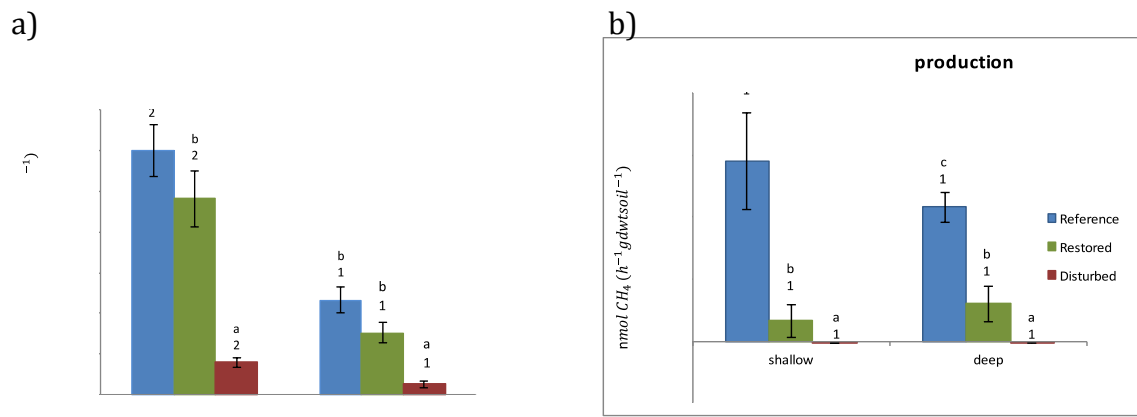 a)
b)
production
2
b
2
a
2
b
1
b
1
a
1
⁻¹)
nmol CH₄ (h⁻¹gdwtsoil⁻¹)
1
b
1
a
1
c
1
b
1
a
1
shallow
deep
Reference
Restored
Disturbed